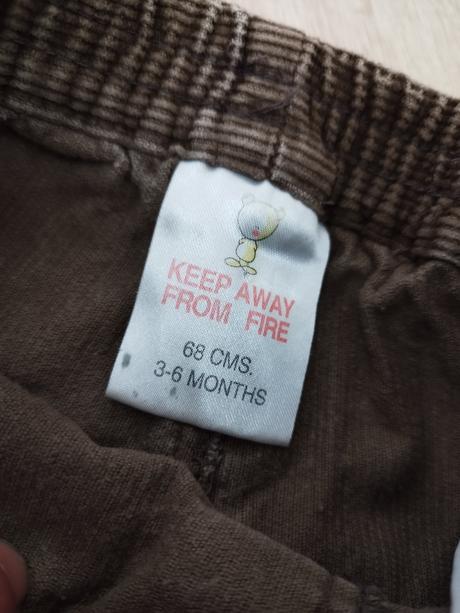 KEEP AWAY
FROM FIRE
68 CMS.
3-6 MONTHS